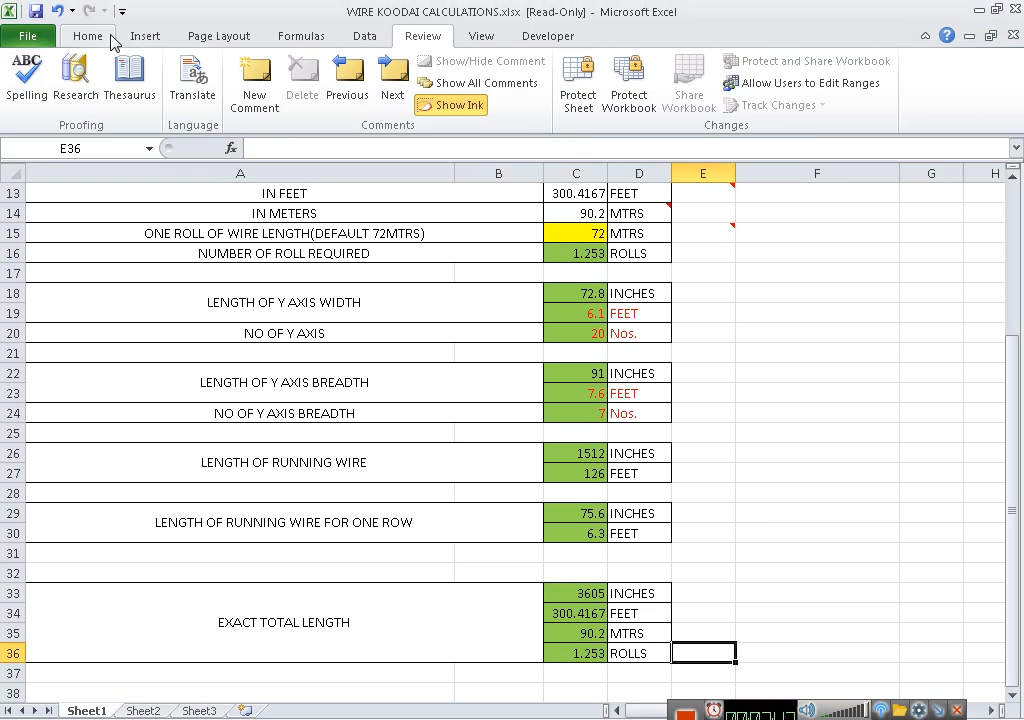 WIRE KOODAI CALCULATIONS.xlsx [Read-Only] - Microsoft Excel
File Home Insert Page Layout Formulas Data Review View Developer
ABC
Spelling Research Thesaurus Translate New Comment Delete Previous Next Show/Hide Comment Show All Comments Show Ink Protect Sheet Protect Workbook Share Workbook Protect and Share Workbook Allow Users to Edit Ranges Track Changes
Proofing Language Comments Changes
E36 fx
A B C D E F G H
13 IN FEET 300.4167 FEET
14 IN METERS 90.2 MTRS
15 ONE ROLL OF WIRE LENGTH(DEFAULT 72MTRS) 72 MTRS
16 NUMBER OF ROLL REQUIRED 1.253 ROLLS
17
18 LENGTH OF Y AXIS WIDTH 72.8 INCHES
19 6.1 FEET
20 NO OF Y AXIS 20 Nos.
21
22 LENGTH OF Y AXIS BREADTH 91 INCHES
23 7.6 FEET
24 NO OF Y AXIS BREADTH 7 Nos.
25
26 LENGTH OF RUNNING WIRE 1512 INCHES
27 126 FEET
28
29 LENGTH OF RUNNING WIRE FOR ONE ROW 75.6 INCHES
30 6.3 FEET
31
32
33 EXACT TOTAL LENGTH 3605 INCHES
34 300.4167 FEET
35 90.2 MTRS
36 1.253 ROLLS
37
38
Sheet1 Sheet2 Sheet3